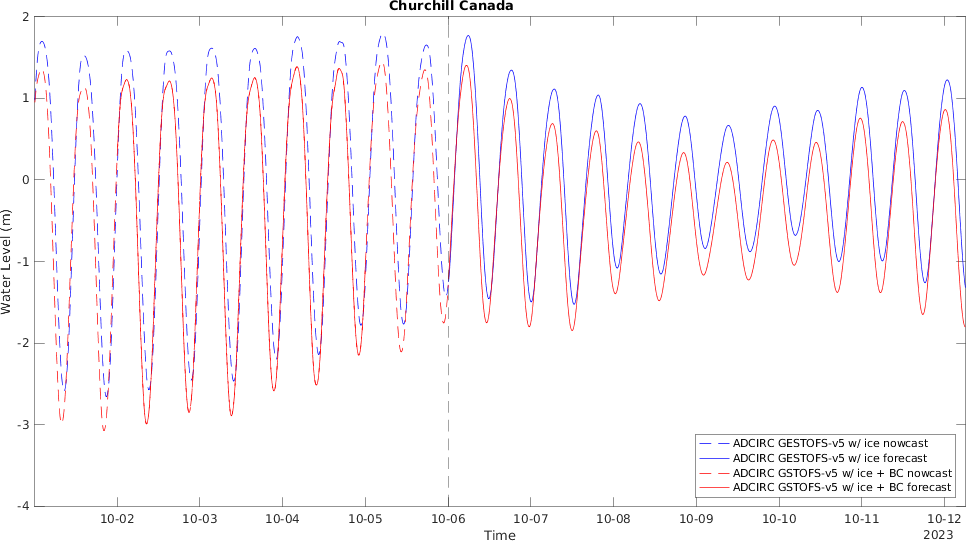 Churchill Canada
2
1
0
-1
-2
-3
-4
Water Level (m)
ADCIRC GESTOFS-v5 w/ ice nowcast
ADCIRC GESTOFS-v5 w/ ice forecast
ADCIRC GSTOFS-v5 w/ ice + BC nowcast
ADCIRC GSTOFS-v5 w/ ice + BC forecast
10-02 10-03 10-04 10-05 10-06 10-07 10-08 10-09 10-10 10-11 10-12
Time
2023